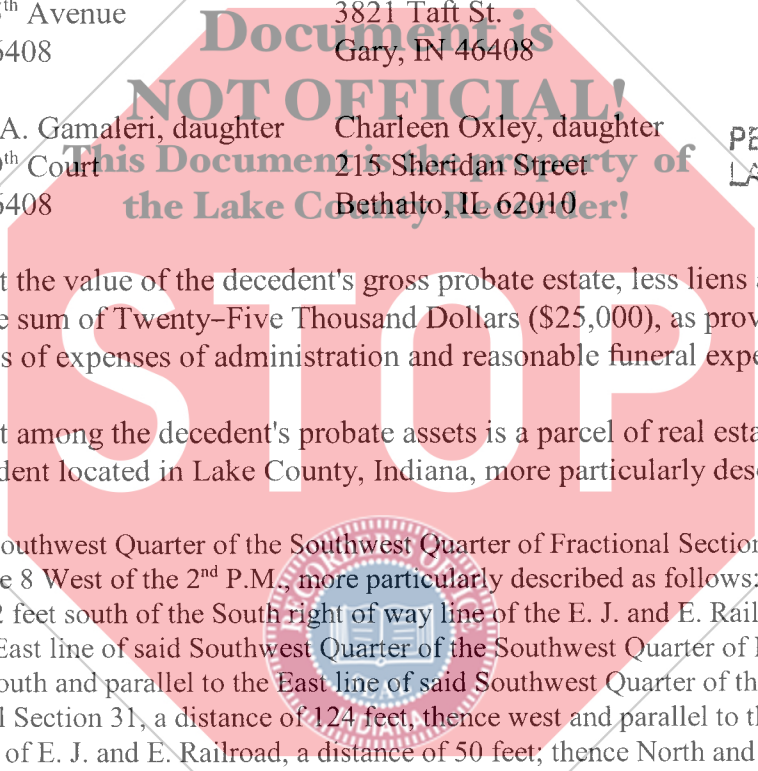 th Avenue 3821 Taft St.
6408 Gary, IN 46408
Document is
NOT OFFICIAL!
A. Gamaleri, daughter Charleen Oxley, daughter
th Court 215 Sheridan Street
6408 Bethalto, IL 62010
This Document is the property of
the Lake County Recorder!
PE
LA
t the value of the decedent's gross probate estate, less liens
e sum of Twenty–Five Thousand Dollars ($25,000), as prov
s of expenses of administration and reasonable funeral expe
STOP
t among the decedent's probate assets is a parcel of real esta
dent located in Lake County, Indiana, more particularly desc
outhwest Quarter of the Southwest Quarter of Fractional Section
e 8 West of the 2nd P.M., more particularly described as follows:
2 feet south of the South right of way line of the E. J. and E. Rail
East line of said Southwest Quarter of the Southwest Quarter of
outh and parallel to the East line of said Southwest Quarter of th
l Section 31, a distance of 124 feet, thence west and parallel to th
of E. J. and E. Railroad, a distance of 50 feet; thence North and
RECORDER'S OFFICE
INDIANA